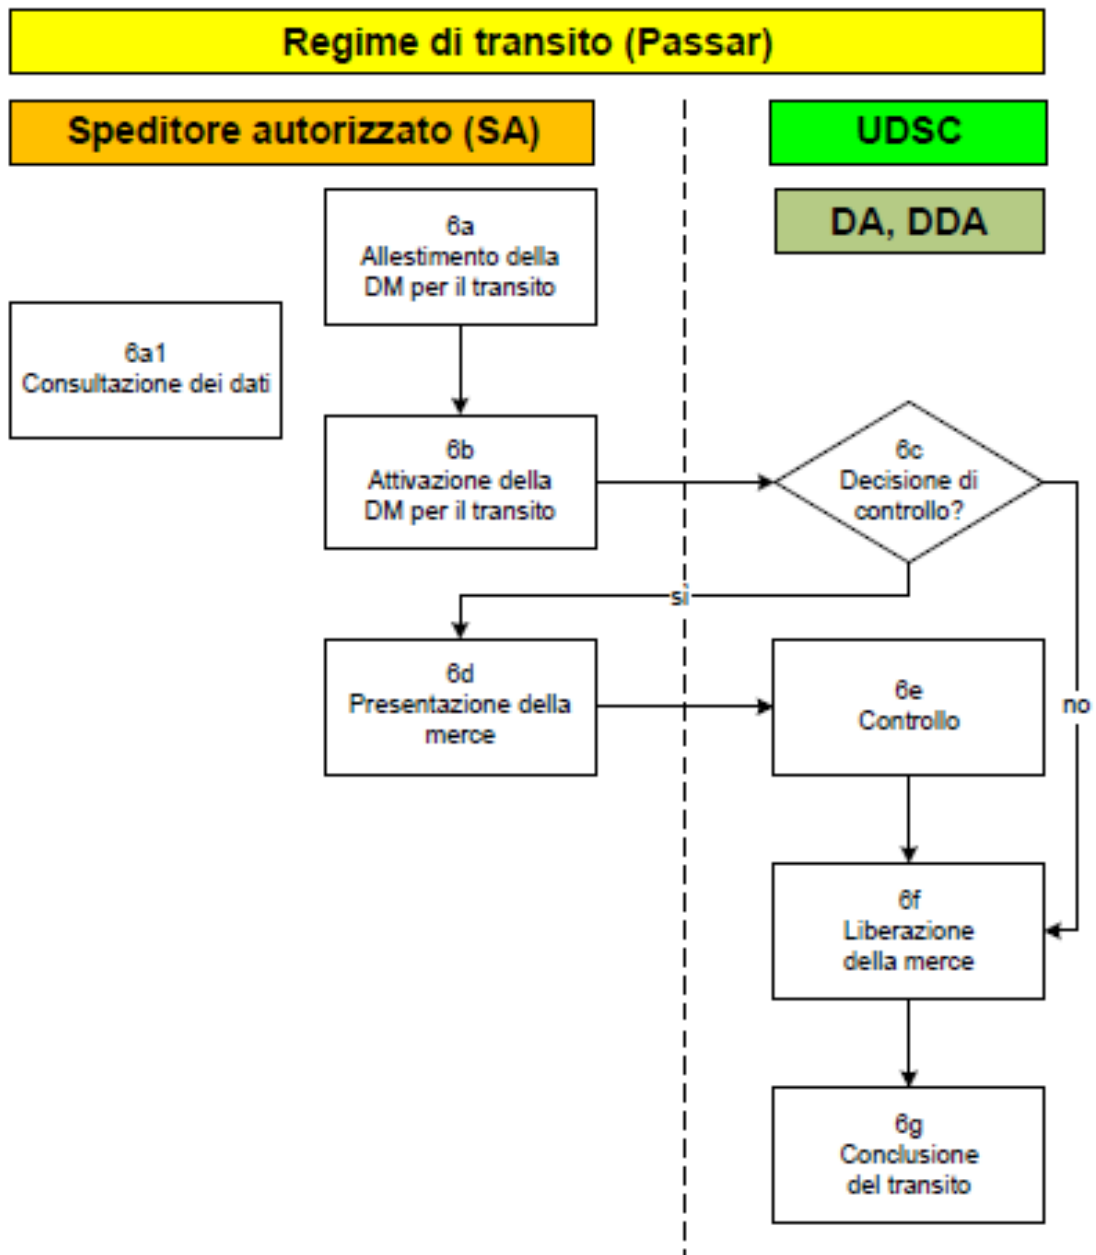 Regime di transito (Passar)
Speditore autorizzato (SA)
UDSC
DA, DDA
6a
Allestimento della
DM per il transito
6a1
Consultazione dei dati
6b
Attivazione della
DM per il transito
6c
Decisione di
controllo?
sì
6d
Presentazione della
merce
6e
Controllo
no
6f
Liberazione
della merce
6g
Conclusione
del transito